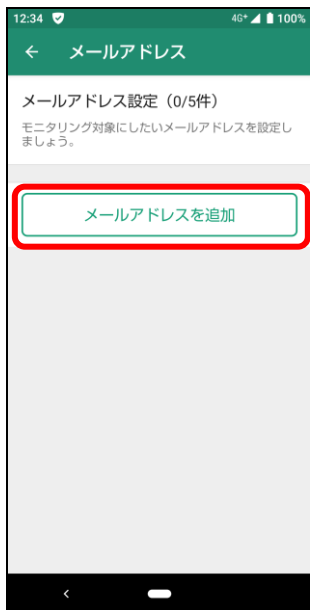 12:34 4G+ 100%
← メールアドレス
メールアドレス設定（0/5件）
モニタリング対象にしたいメールアドレスを設定し
ましょう。
メールアドレスを追加